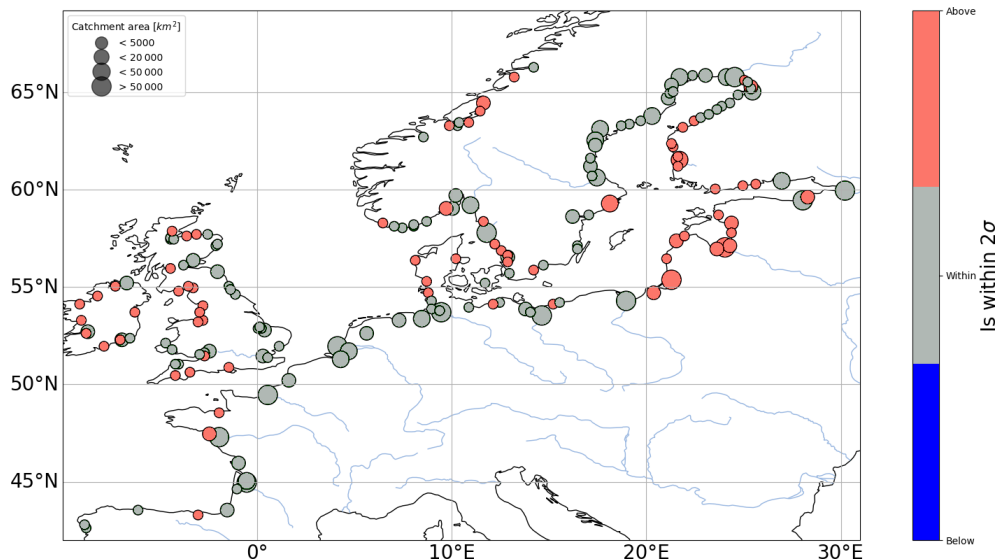 Catchment area [km²]
< 5000
< 20 000
< 50 000
> 50 000
65°N
60°N
55°N
50°N
45°N
0°
10°E
20°E
30°E
Above
Within
Below
Is within 2σ